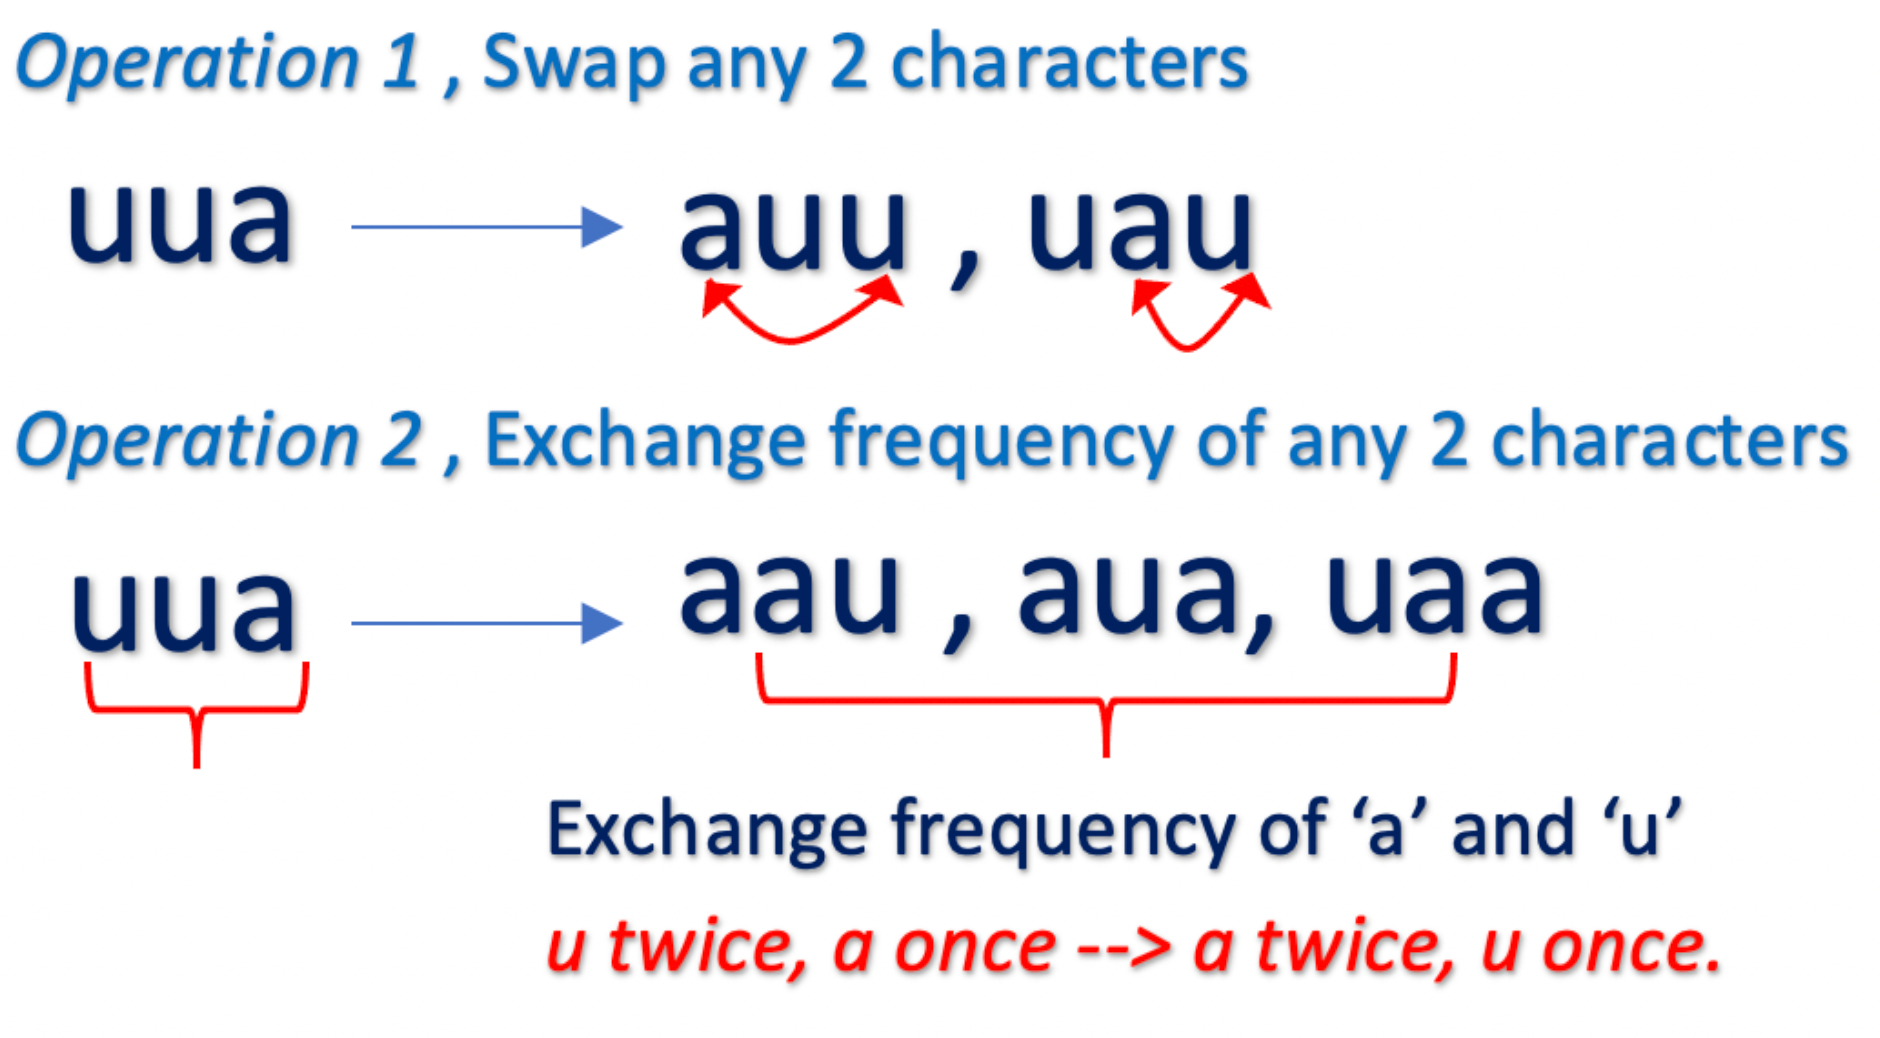 Operation 1 , Swap any 2 characters
uua auu , uau
Operation 2 , Exchange frequency of any 2 characters
uua aau , aua, uaa
Exchange frequency of ‘a’ and ‘u’
u twice, a once --> a twice, u once.